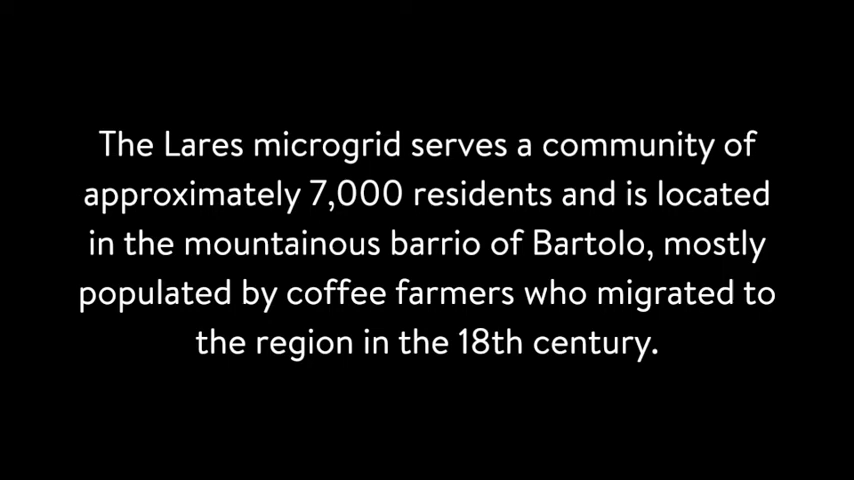 The Lares microgrid serves a community of
approximately 7,000 residents and is located
in the mountainous barrio of Bartolo, mostly
populated by coffee farmers who migrated to
the region in the 18th century.